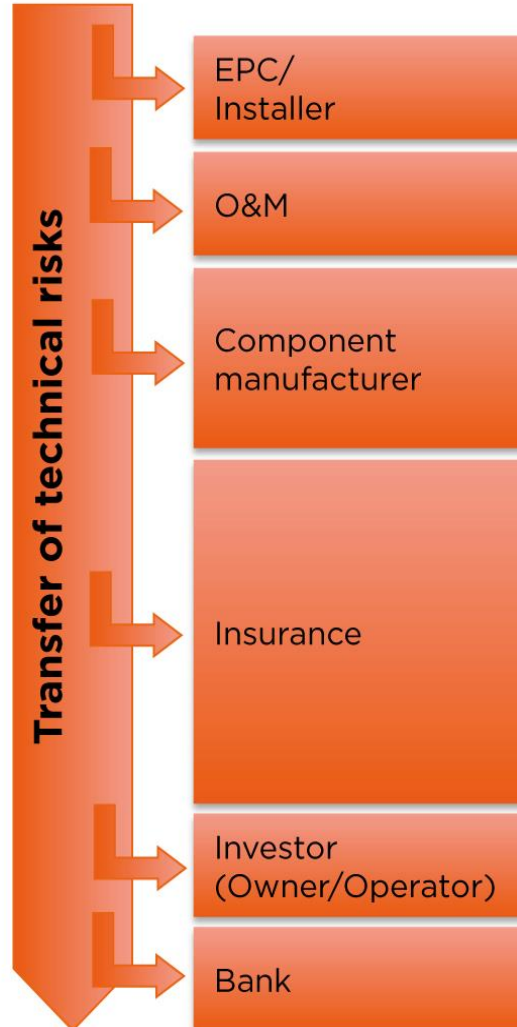 Transfer of technical risks
EPC/
Installer
O&M
Component
manufacturer
Insurance
Investor
(Owner/Operator)
Bank